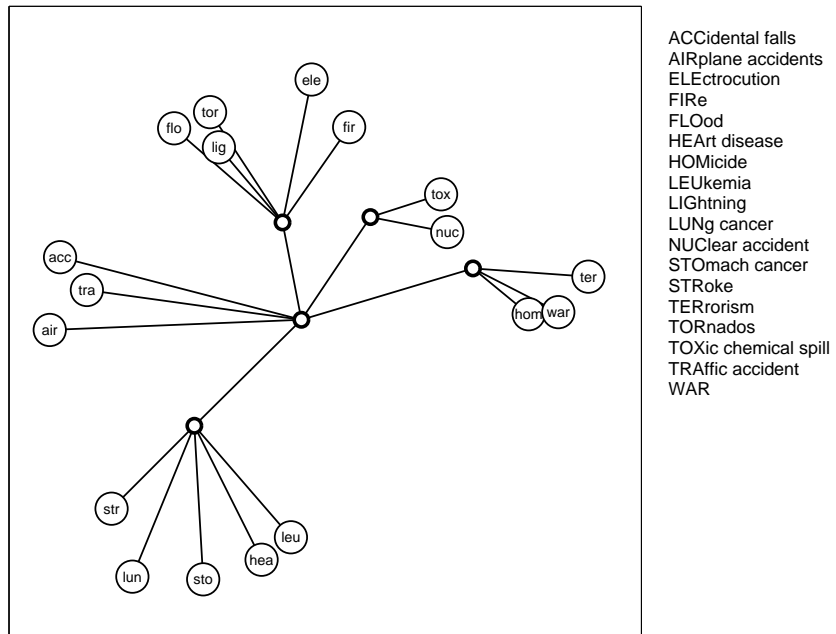 ele
tor
flo
fir
lig
tox
nuc
acc
ter
tra
hom
war
air
str
leu
hea
lun
sto
ACCidental falls
AIRplane accidents
ELEctrocution
FIRe
FLOod
HEArt disease
HOMicide
LEUkemia
LIGhtning
LUNg cancer
NUClear accident
STOmach cancer
STRoke
TERrorism
TORnados
TOXic chemical spill
TRAffic accident
WAR